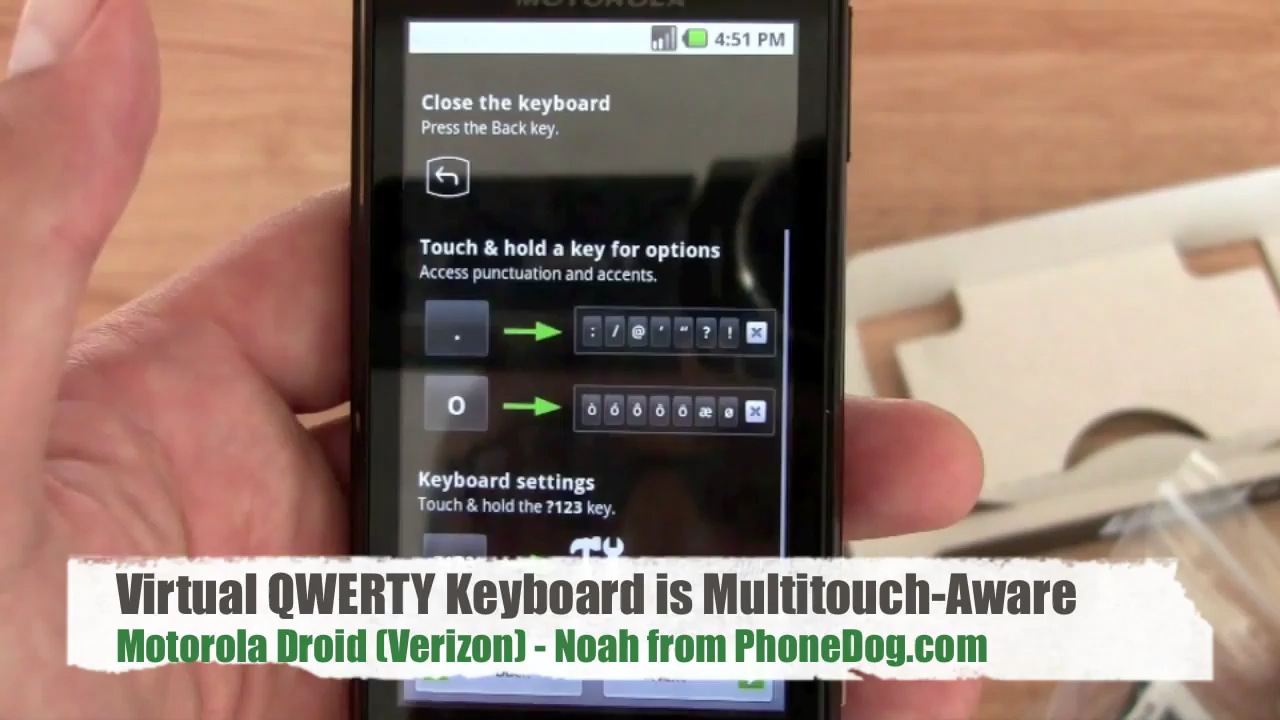 MOTOROLA
4:51 PM
Close the keyboard
Press the Back key.
Touch & hold a key for options
Access punctuation and accents.
. : / @ ' “ ? !
o ò ó ô õ ö æ ø
Keyboard settings
Touch & hold the ?123 key.
Virtual QWERTY Keyboard is Multitouch-Aware
Motorola Droid (Verizon) - Noah from PhoneDog.com